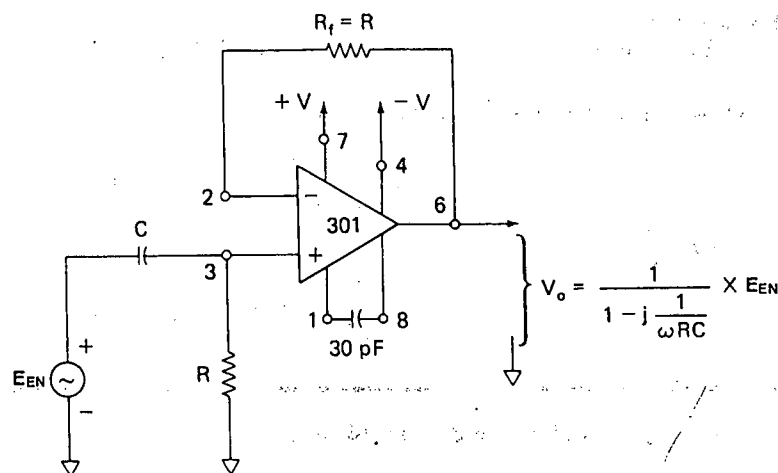 R_f = R
+ V
− V
7
4
2
−
6
301
C
3
+
V_o = 1 / (1 − j 1/ωRC) × E_EN
1
8
30 pF
+
E_EN
~
−
R